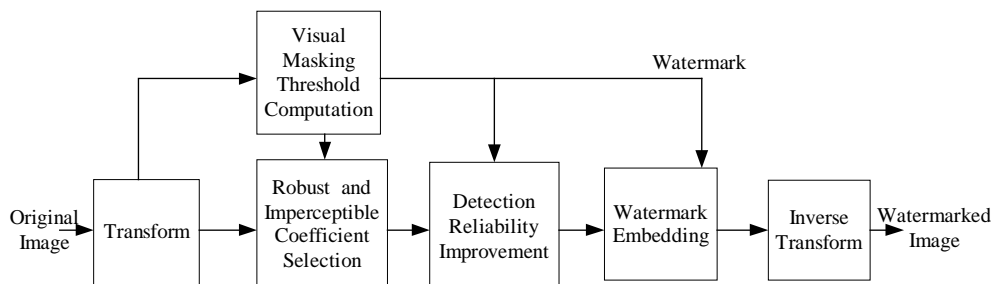 Visual
Masking
Threshold
Computation
Watermark
Original
Image
Transform
Robust and
Imperceptible
Coefficient
Selection
Detection
Reliability
Improvement
Watermark
Embedding
Inverse
Transform
Watermarked
Image